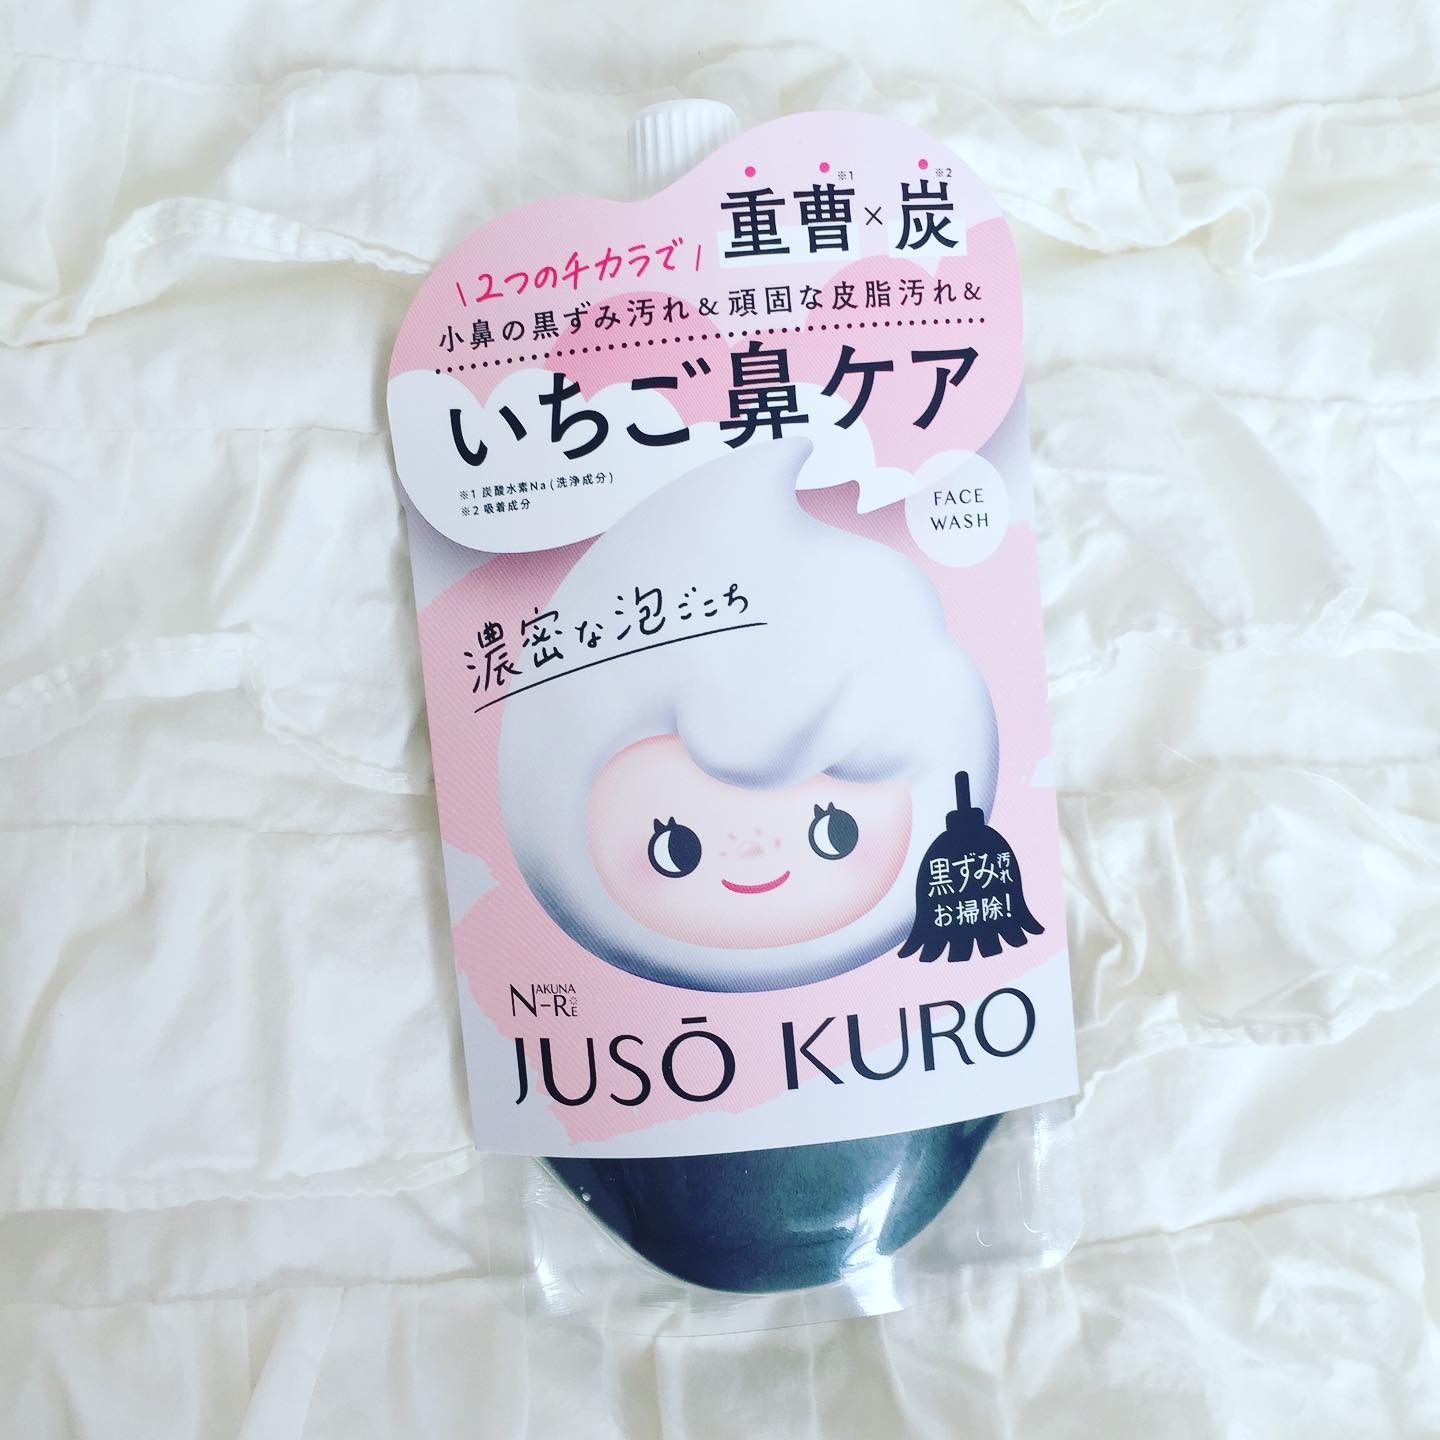 重曹※1×炭※2
\2つのチカラで/
小鼻の黒ずみ汚れ&頑固な皮脂汚れ&
いちご鼻ケア
※1 炭酸水素Na(洗浄成分)
※2 吸着成分
FACE
WASH
濃密な泡ごこち
黒ずみ汚れ
お掃除!
NAKUNA
N-RE
JUSŌ KURO